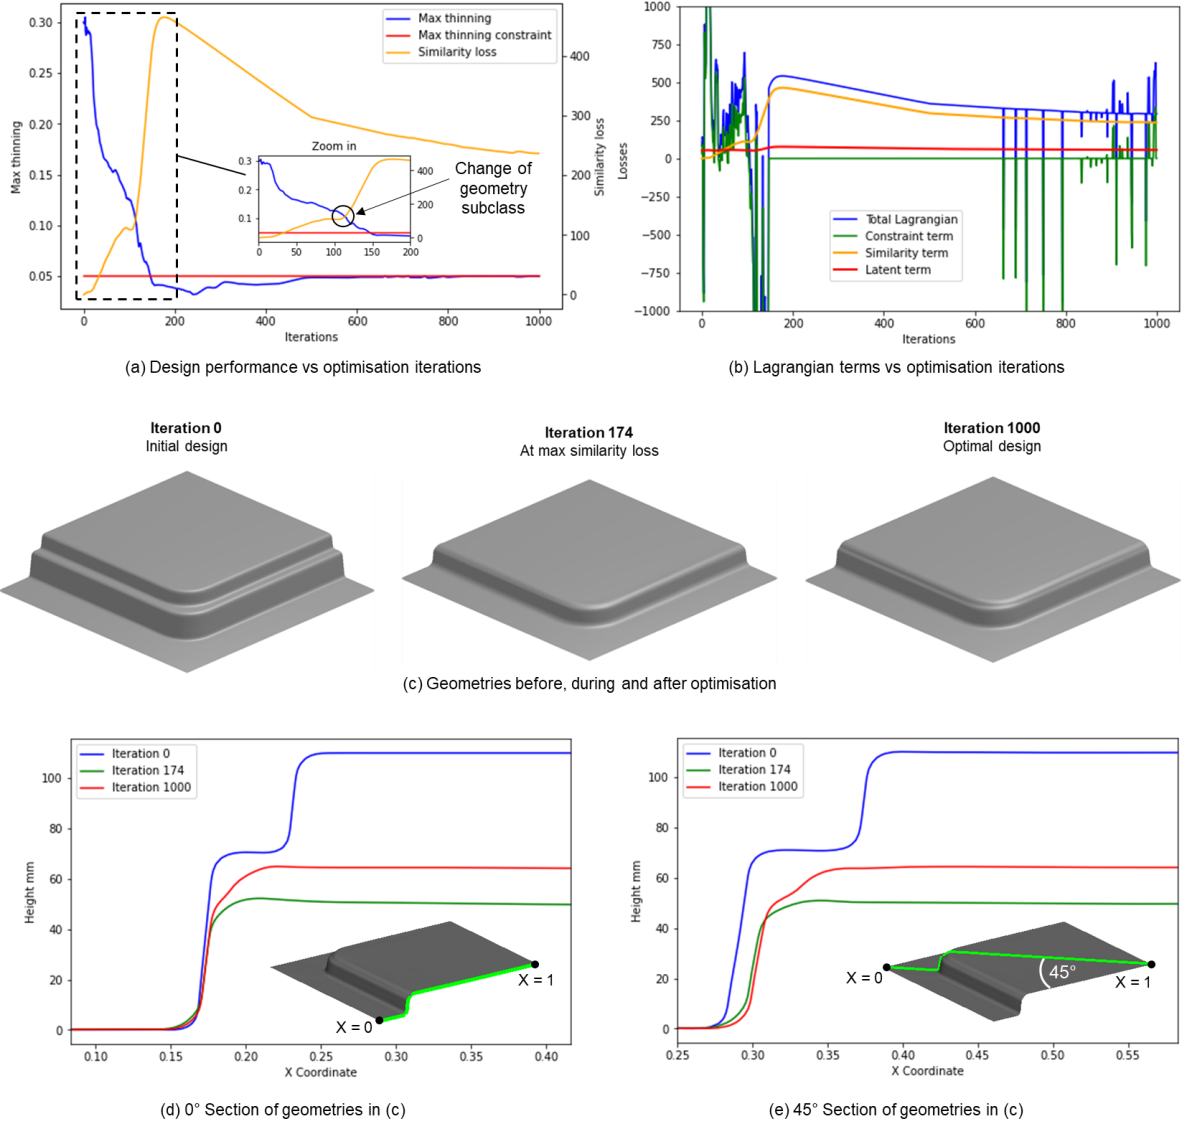 Max thinning
Max thinning constraint
Similarity loss
0.30
0.25
0.20
0.15
0.10
0.05
Max thinning
400
300
200
100
0
Similarity loss
Zoom in
0.3
0.2
0.1
400
200
0
0 50 100 150 200
Change of
geometry
subclass
0 200 400 600 800 1000
Iterations
(a) Design performance vs optimisation iterations
1000
750
500
250
0
−250
−500
−750
−1000
Losses
Total Lagrangian
Constraint term
Similarity term
Latent term
0 200 400 600 800 1000
Iterations
(b) Lagrangian terms vs optimisation iterations
Iteration 0
Initial design
Iteration 174
At max similarity loss
Iteration 1000
Optimal design
(c) Geometries before, during and after optimisation
Iteration 0
Iteration 174
Iteration 1000
100
80
60
40
20
0
Height mm
X = 0
X = 1
0.10 0.15 0.20 0.25 0.30 0.35 0.40
X Coordinate
(d) 0° Section of geometries in (c)
Iteration 0
Iteration 174
Iteration 1000
100
80
60
40
20
0
Height mm
X = 0
45°
X = 1
0.25 0.30 0.35 0.40 0.45 0.50 0.55
X Coordinate
(e) 45° Section of geometries in (c)